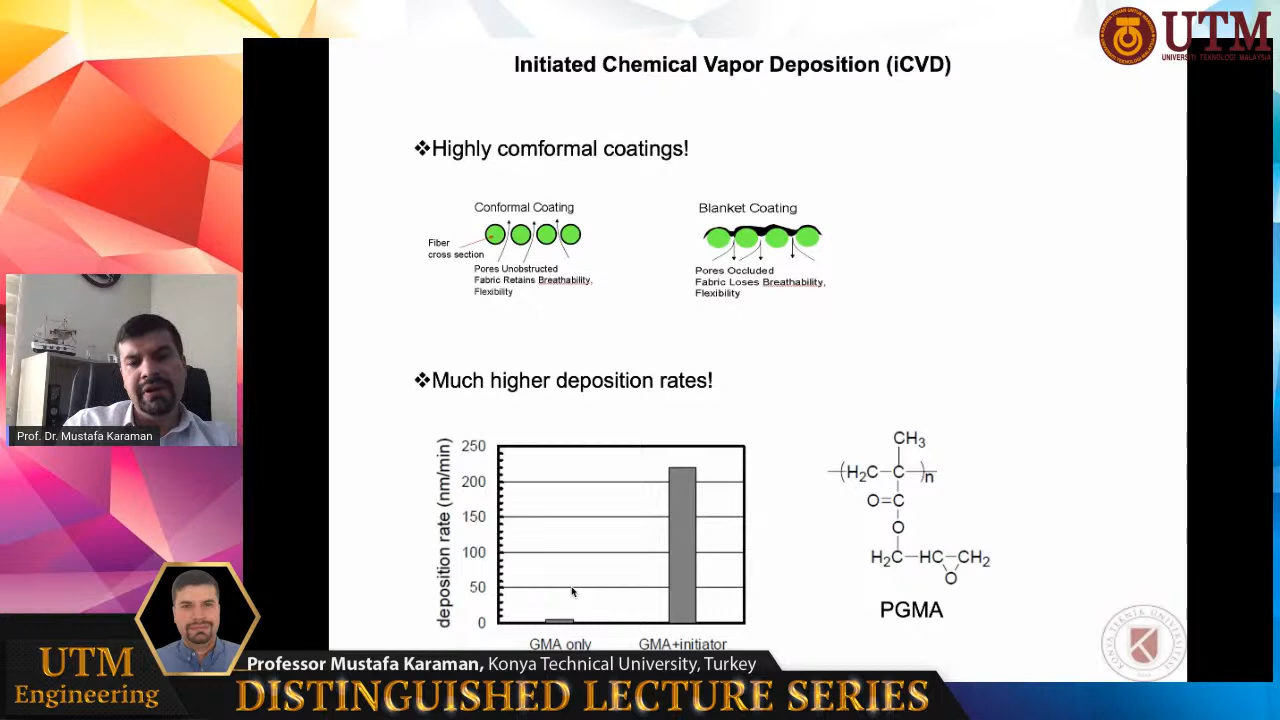 UTM
UNIVERSITI TEKNOLOGI MALAYSIA
Initiated Chemical Vapor Deposition (iCVD)
❖Highly comformal coatings!
Conformal Coating
Fiber
cross section
Pores Unobstructed
Fabric Retains Breathability,
Flexibility
Blanket Coating
Pores Occluded
Fabric Loses Breathability,
Flexibility
Prof. Dr. Mustafa Karaman
❖Much higher deposition rates!
deposition rate (nm/min)
250
200
150
100
50
0
GMA only
GMA+initiator
CH3
(H2C-C-)n
O=C
O
H2C-HC-CH2
O
PGMA
Professor Mustafa Karaman, Konya Technical University, Turkey
UTM
Engineering
DISTINGUISHED LECTURE SERIES